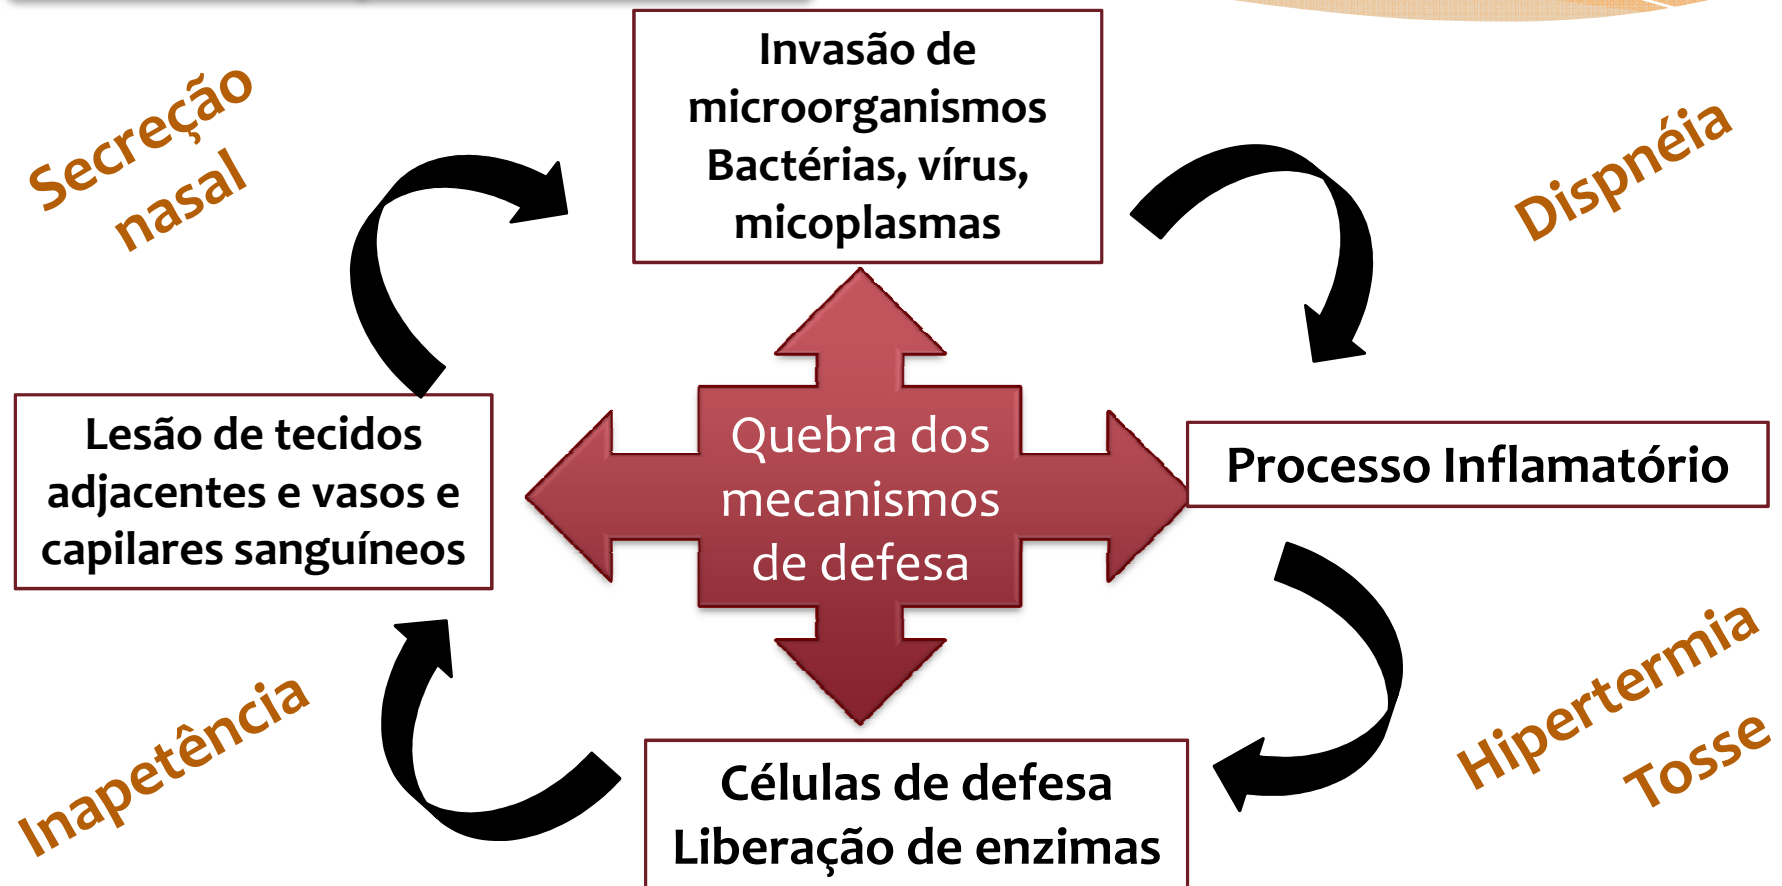 Invasão de
microorganismos
Bactérias, vírus,
micoplasmas
Secreção
nasal
Dispnéia
Lesão de tecidos
adjacentes e vasos e
capilares sanguíneos
Quebra dos
mecanismos
de defesa
Processo Inflamatório
Inapetência
Hipertermia
Tosse
Células de defesa
Liberação de enzimas